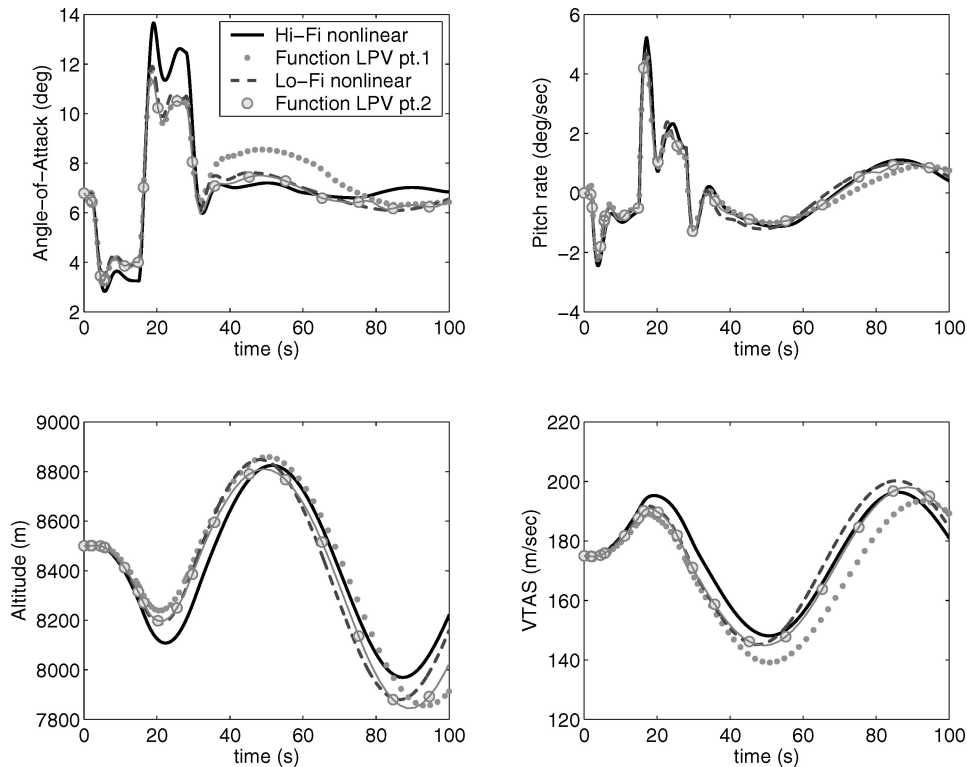 14
12
10
8
6
4
2
Angle−of−Attack (deg)
Hi−Fi nonlinear
Function LPV pt.1
Lo−Fi nonlinear
Function LPV pt.2
0 20 40 60 80 100
time (s)
6
4
2
0
−2
−4
Pitch rate (deg/sec)
0 20 40 60 80 100
time (s)
9000
8800
8600
8400
8200
8000
7800
Altitude (m)
0 20 40 60 80 100
time (s)
220
200
180
160
140
120
VTAS (m/sec)
0 20 40 60 80 100
time (s)